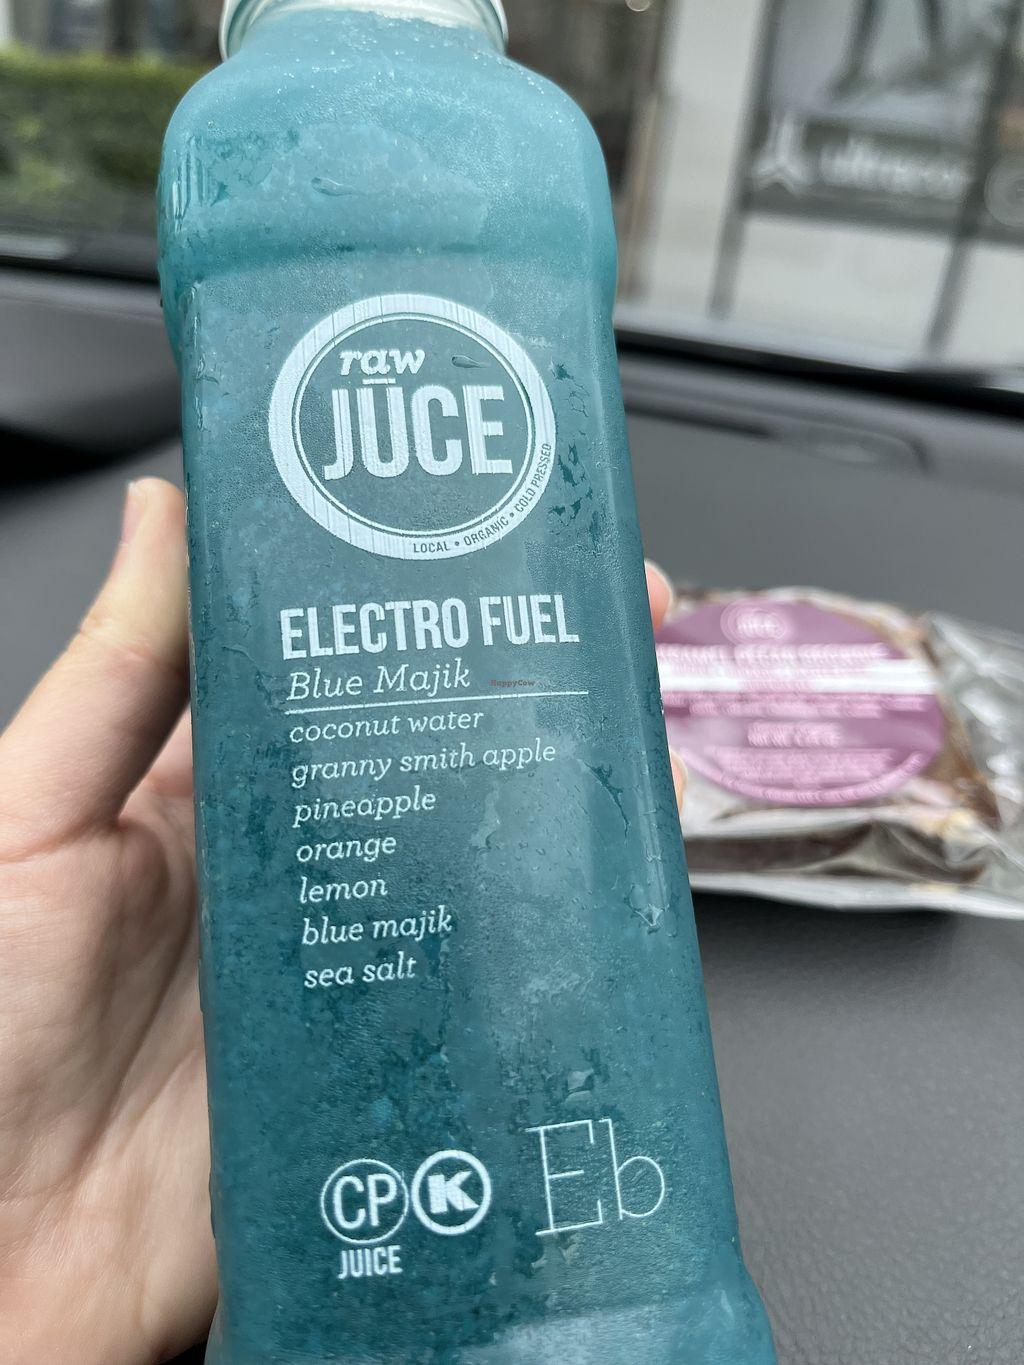 raw
JŪCE
LOCAL • ORGANIC • COLD PRESSED
ELECTRO FUEL
Blue Majik
HappyCow
coconut water
granny smith apple
pineapple
orange
lemon
blue majik
sea salt
CP
K
Eb
JUICE